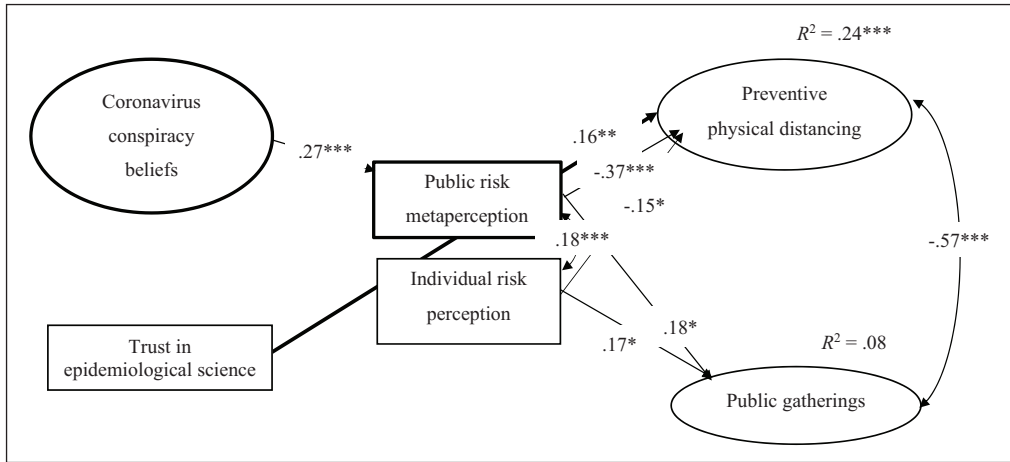 R² = .24***
Coronavirus
conspiracy
beliefs
Preventive
physical distancing
.16**
.27***
-.37***
Public risk
metaperception
-.15*
.18***
-.57***
Individual risk
perception
.18*
.17*
Trust in
epidemiological science
R² = .08
Public gatherings